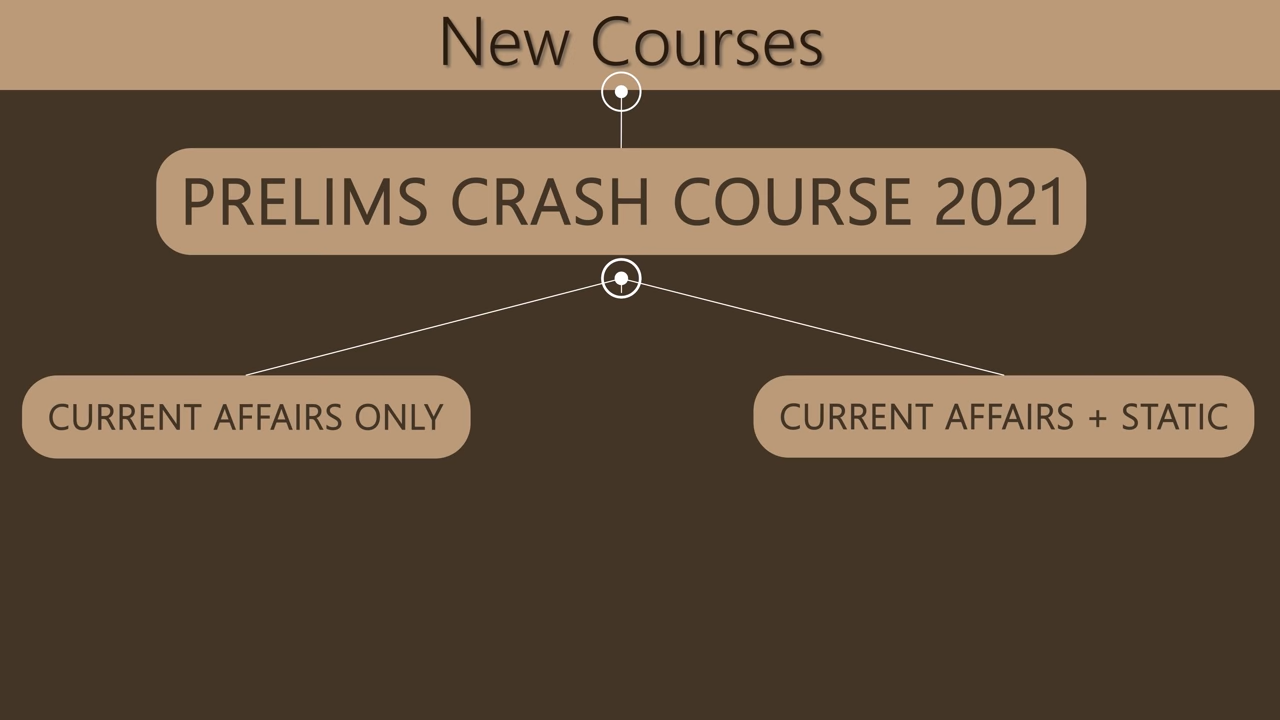 New Courses
PRELIMS CRASH COURSE 2021
CURRENT AFFAIRS ONLY
CURRENT AFFAIRS + STATIC